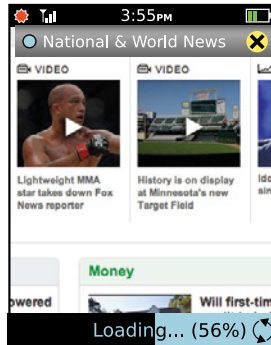 3:55PM
National & World News
VIDEO
VIDEO
Lightweight MMA
star takes down Fox
News reporter
History is on display
at Minnesota's new
Target Field
Money
Will first-tim
Loading... (56%)